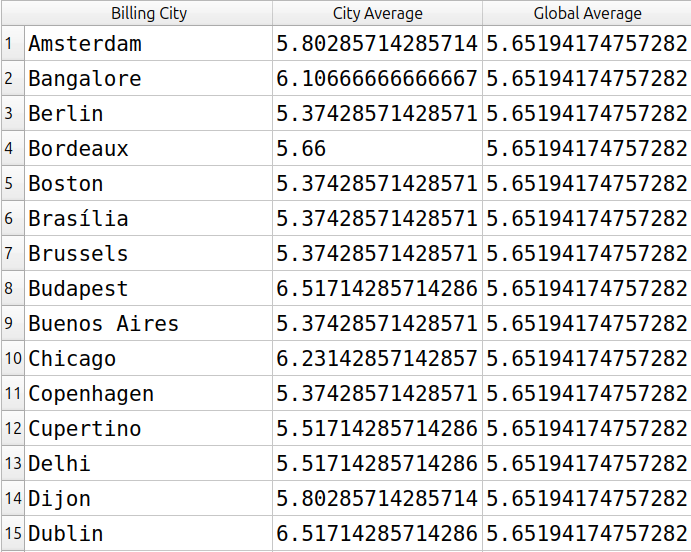 Billing City City Average Global Average
1 Amsterdam 5.80285714285714 5.65194174757282
2 Bangalore 6.10666666666667 5.65194174757282
3 Berlin 5.37428571428571 5.65194174757282
4 Bordeaux 5.66 5.65194174757282
5 Boston 5.37428571428571 5.65194174757282
6 Brasília 5.37428571428571 5.65194174757282
7 Brussels 5.37428571428571 5.65194174757282
8 Budapest 6.51714285714286 5.65194174757282
9 Buenos Aires 5.37428571428571 5.65194174757282
10 Chicago 6.23142857142857 5.65194174757282
11 Copenhagen 5.37428571428571 5.65194174757282
12 Cupertino 5.51714285714286 5.65194174757282
13 Delhi 5.51714285714286 5.65194174757282
14 Dijon 5.80285714285714 5.65194174757282
15 Dublin 6.51714285714286 5.65194174757282